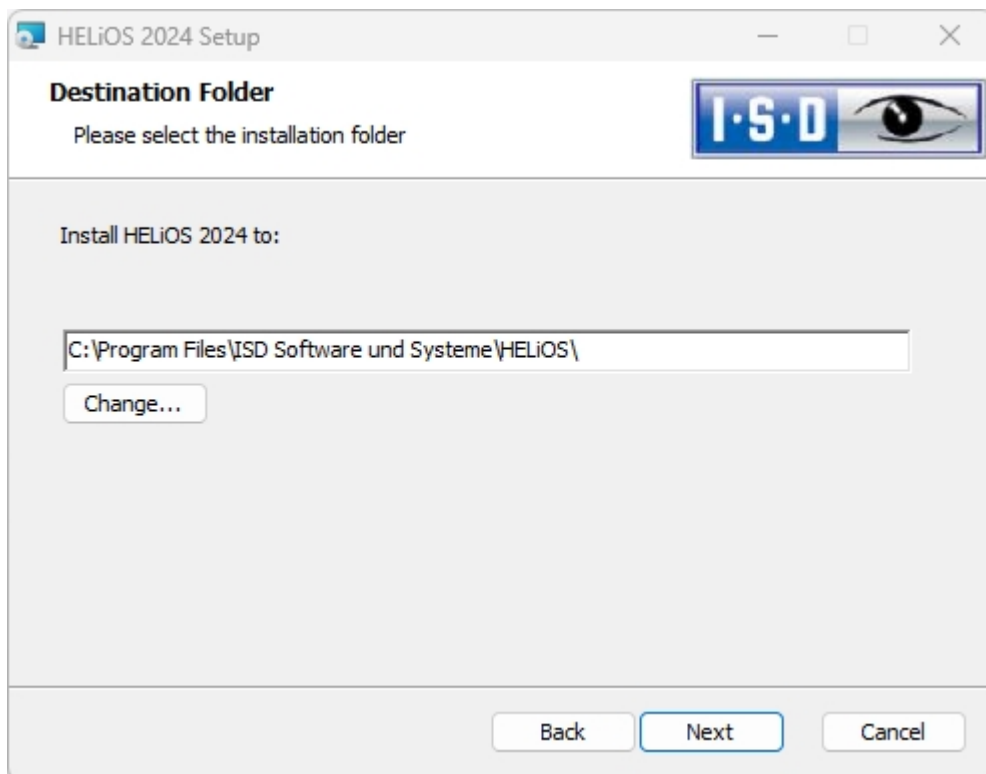 HELiOS 2024 Setup
Destination Folder
Please select the installation folder
I·S·D
Install HELiOS 2024 to:
C:\Program Files\ISD Software und Systeme\HELiOS\
Change...
Back
Next
Cancel